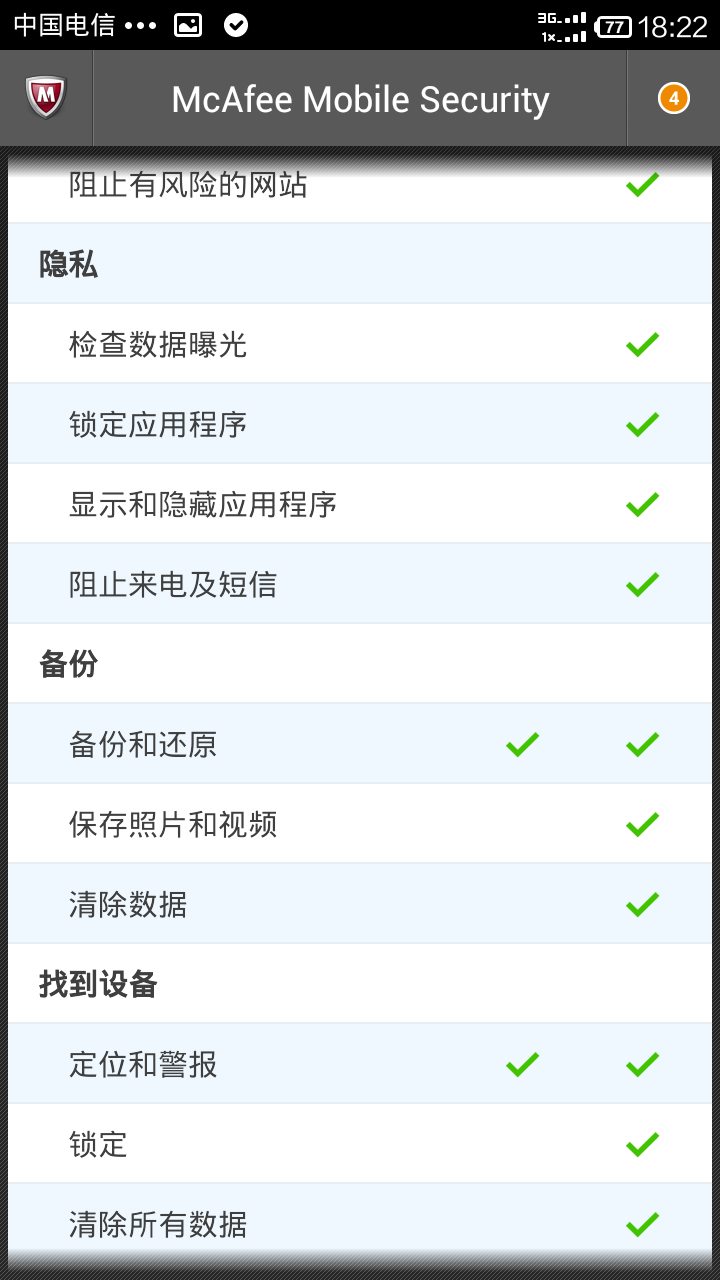 中国电信 ••• 3G 1× 77 18:22
M McAfee Mobile Security 4
阻止有风险的网站
隐私
检查数据曝光
锁定应用程序
显示和隐藏应用程序
阻止来电及短信
备份
备份和还原
保存照片和视频
清除数据
找到设备
定位和警报
锁定
清除所有数据